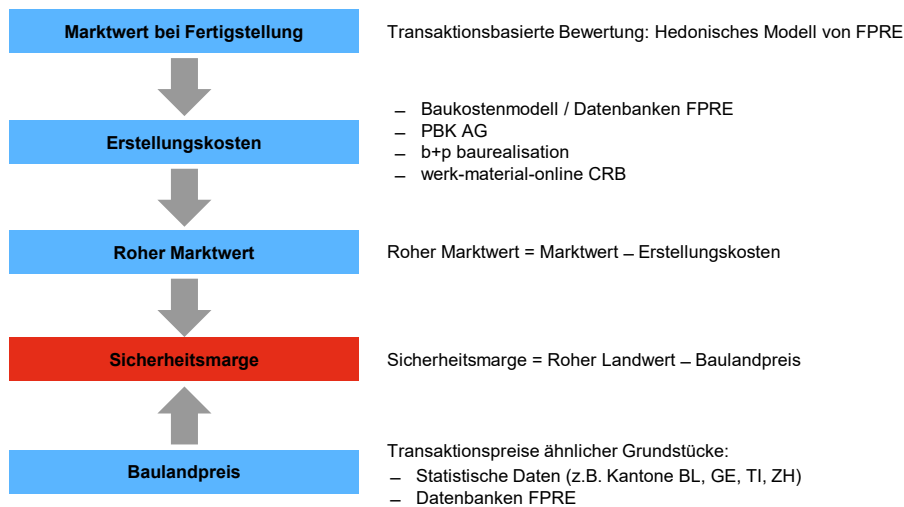 Marktwert bei Fertigstellung
Transaktionsbasierte Bewertung: Hedonisches Modell von FPRE
Erstellungskosten
– Baukostenmodell / Datenbanken FPRE
– PBK AG
– b+p baurealisation
– werk-material-online CRB
Roher Marktwert
Roher Marktwert = Marktwert – Erstellungskosten
Sicherheitsmarge
Sicherheitsmarge = Roher Landwert – Baulandpreis
Baulandpreis
Transaktionspreise ähnlicher Grundstücke:
– Statistische Daten (z.B. Kantone BL, GE, TI, ZH)
– Datenbanken FPRE